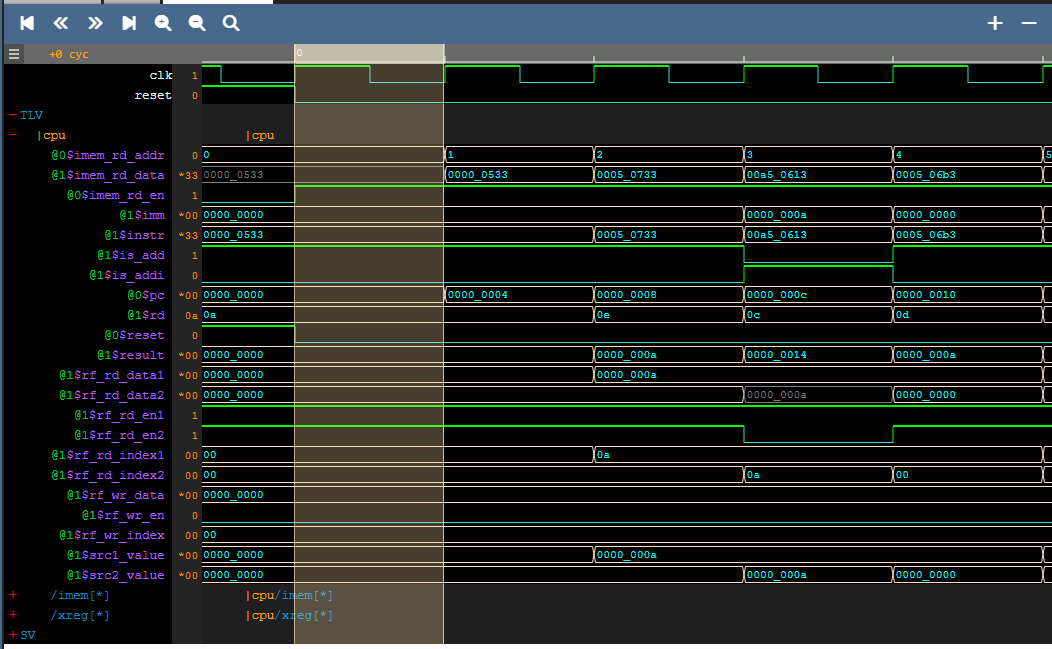 0
+0 cyc
clk 1
reset 0
TLV
|cpu |cpu
@0$imem_rd_addr 0 0 1 2 3 4 5
@1$imem_rd_data *33 0000_0533 0000_0533 0005_0733 00a5_0613 0005_06b3
@0$imem_rd_en 1
@1$imm *00 0000_0000 0000_000a 0000_0000
@1$instr *33 0000_0533 0005_0733 00a5_0613 0005_06b3
@1$is_add 1
@1$is_addi 0
@0$pc *00 0000_0000 0000_0004 0000_0008 0000_000c 0000_0010
@1$rd 0a 0a 0e 0c 0d
@0$reset 0
@1$result *00 0000_0000 0000_000a 0000_0014 0000_000a
@1$rf_rd_data1 *00 0000_0000 0000_000a
@1$rf_rd_data2 *00 0000_0000 0000_000a 0000_0000
@1$rf_rd_en1 1
@1$rf_rd_en2 1
@1$rf_rd_index1 00 00 0a
@1$rf_rd_index2 00 00 0a 00
@1$rf_wr_data *00 0000_0000
@1$rf_wr_en 0
@1$rf_wr_index 00 00
@1$src1_value *00 0000_0000 0000_000a
@1$src2_value *00 0000_0000 0000_000a 0000_0000
/imem[*] |cpu/imem[*]
/xreg[*] |cpu/xreg[*]
SV